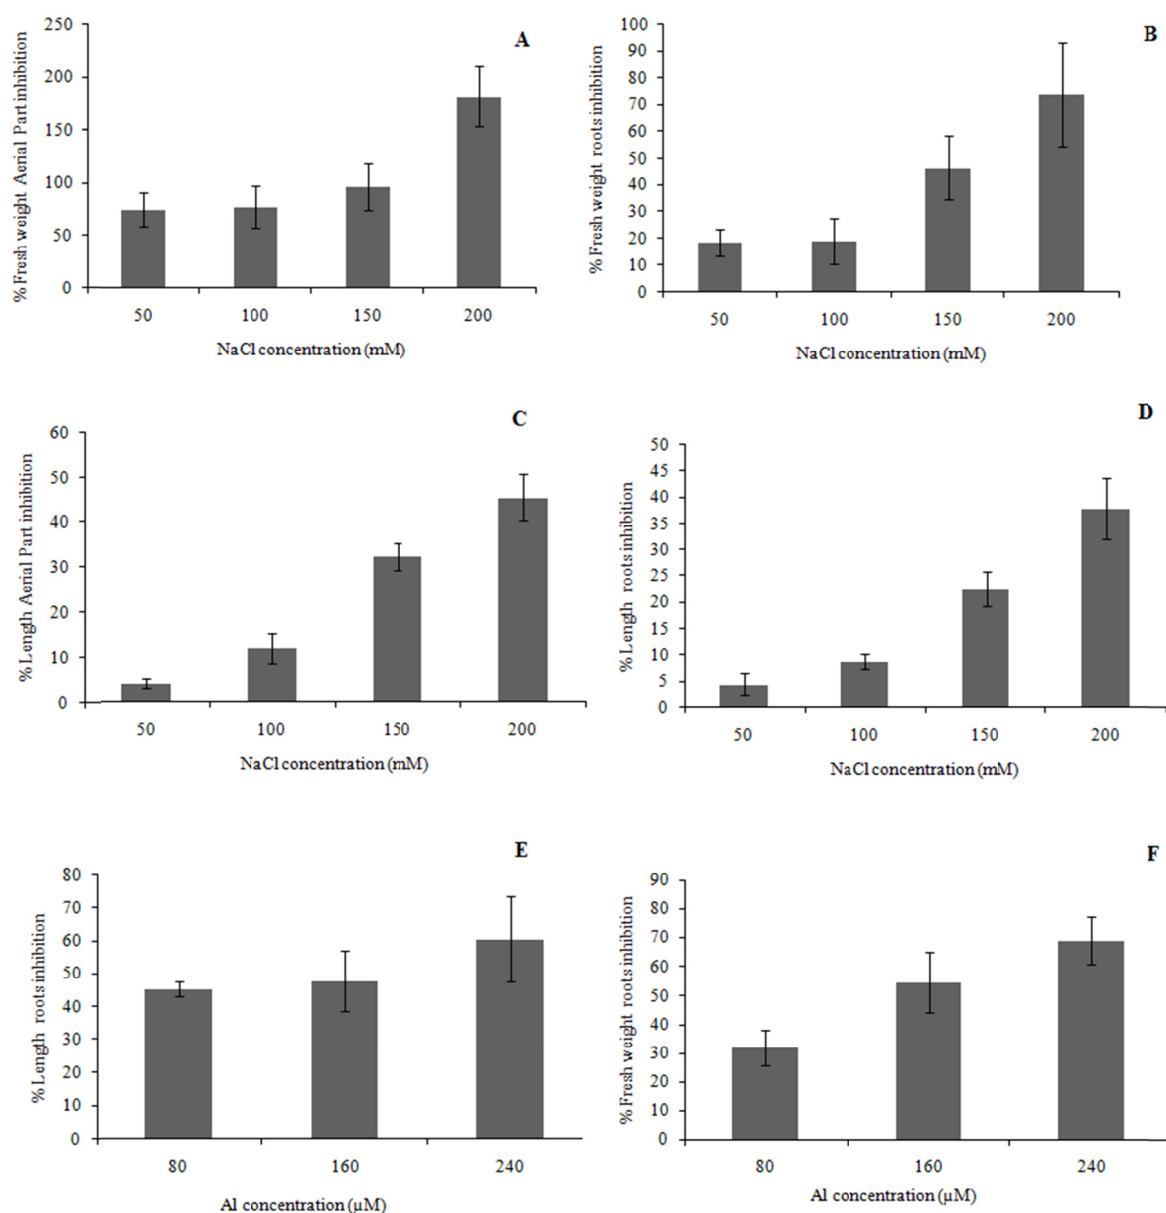 A
% Fresh weight Aerial Part inhibition
250
200
150
100
50
0
50 100 150 200
NaCl concentration (mM)
B
% Fresh weight roots inhibition
100
90
80
70
60
50
40
30
20
10
0
50 100 150 200
NaCl concentration (mM)
C
% Length Aerial Part inhibition
60
50
40
30
20
10
0
50 100 150 200
NaCl concentration (mM)
D
% Length roots inhibition
50
45
40
35
30
25
20
15
10
5
0
50 100 150 200
NaCl concentration (mM)
E
% Length roots inhibition
80
70
60
50
40
30
20
10
0
80 160 240
Al concentration (µM)
F
% Fresh weight roots inhibition
90
80
70
60
50
40
30
20
10
0
80 160 240
Al concentration (µM)